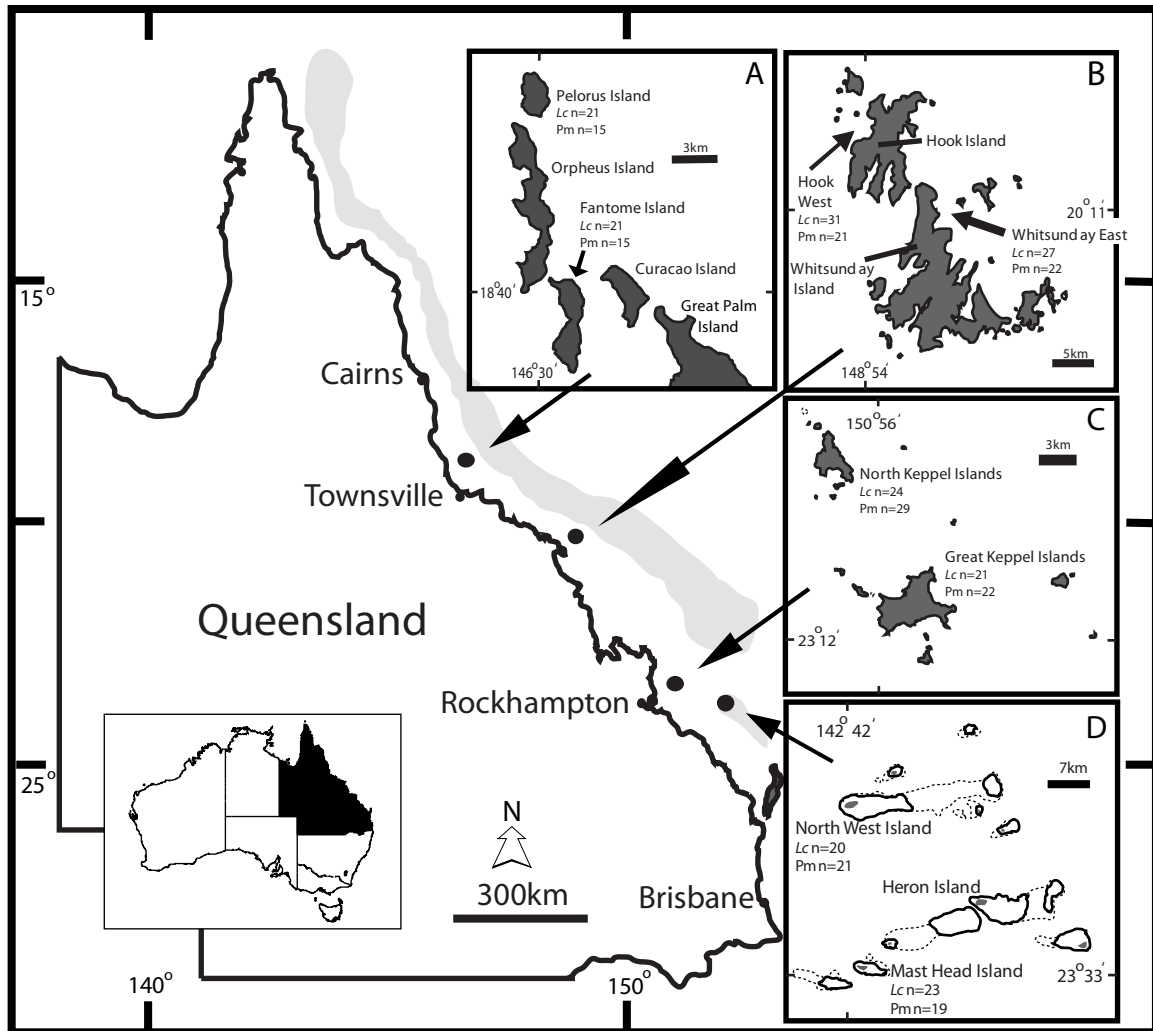 A
Pelorus Island
Lc n=21
Pm n=15
3km
Orpheus Island
Fantome Island
Lc n=21
Pm n=15
Curacao Island
18°40'
Great Palm
Island
146°30'
B
Hook Island
Hook
West
Lc n=31
Pm n=21
20°11'
Whitsund ay East
Lc n=27
Pm n=22
Whitsund ay
Island
5km
148°54'
C
150°56'
3km
North Keppel Islands
Lc n=24
Pm n=29
Great Keppel Islands
Lc n=21
Pm n=22
23°12'
D
142°42'
7km
North West Island
Lc n=20
Pm n=21
Heron Island
Mast Head Island
Lc n=23
Pm n=19
23°33'
15°
Cairns
Townsville
Queensland
Rockhampton
25°
N
300km
Brisbane
140°
150°